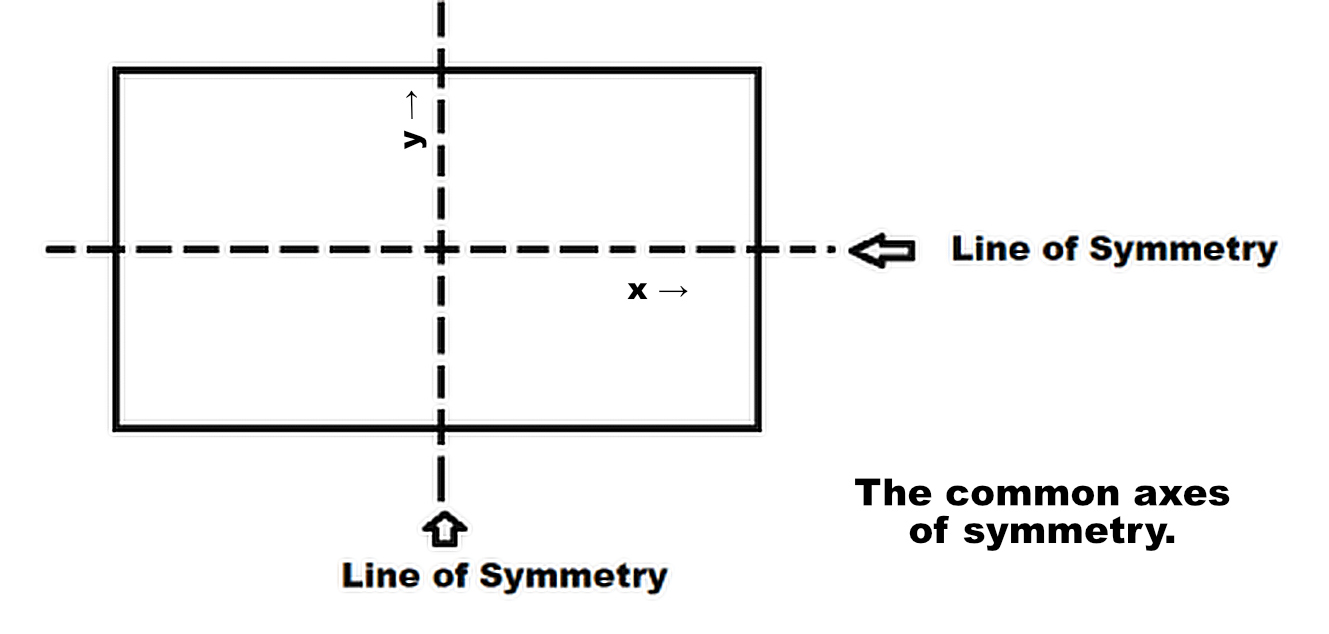 y →
x →
Line of Symmetry
The common axes
of symmetry.
Line of Symmetry